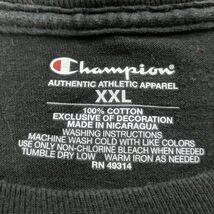 Champion
AUTHENTIC ATHLETIC APPAREL
XXL
100% COTTON
EXCLUSIVE OF DECORATION
MADE IN NICARAGUA
WASHING INSTRUCTIONS
MACHINE WASH COLD WITH LIKE COLORS
USE ONLY NON-CHLORINE BLEACH WHEN NEEDED
TUMBLE DRY LOW WARM IRON AS NEEDED
RN 49314